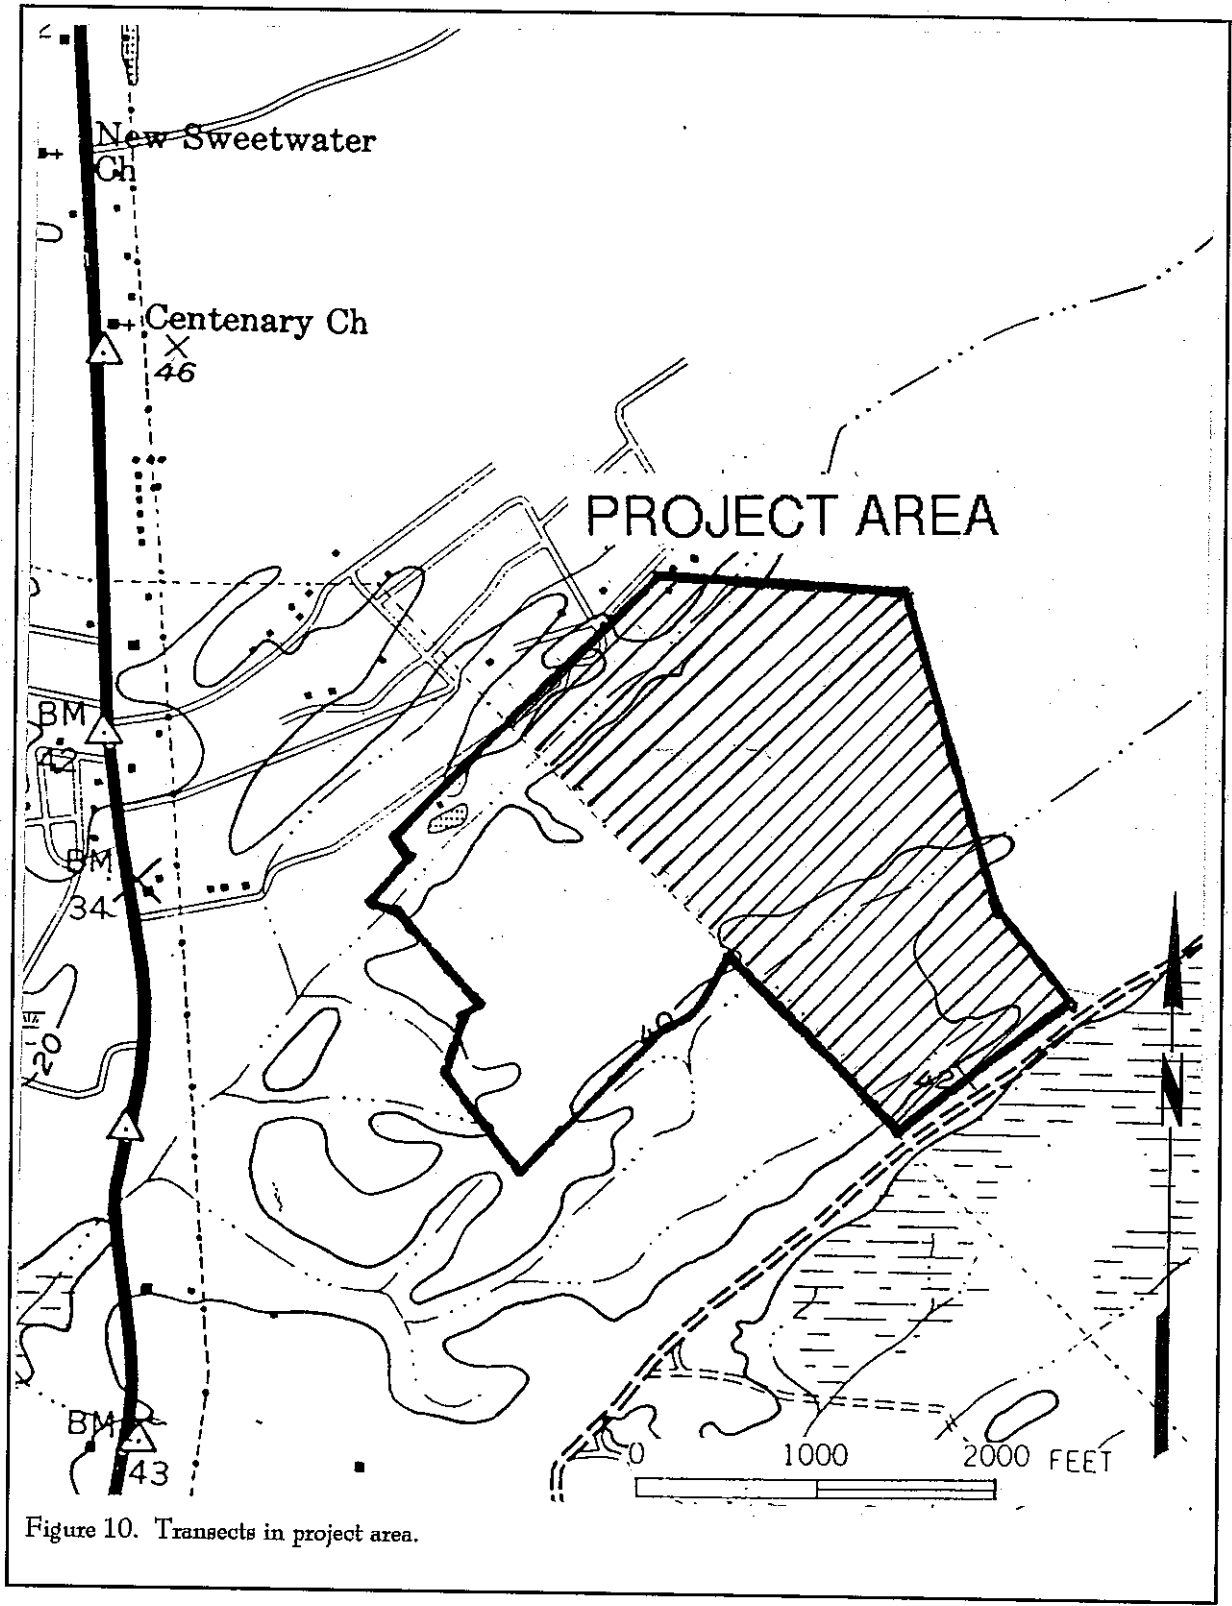 New Sweetwater
Ch
Centenary Ch
46
PROJECT AREA
BM
42
BM
34
20
40
40
N
BM
43
0 1000 2000 FEET
Figure 10. Transects in project area.